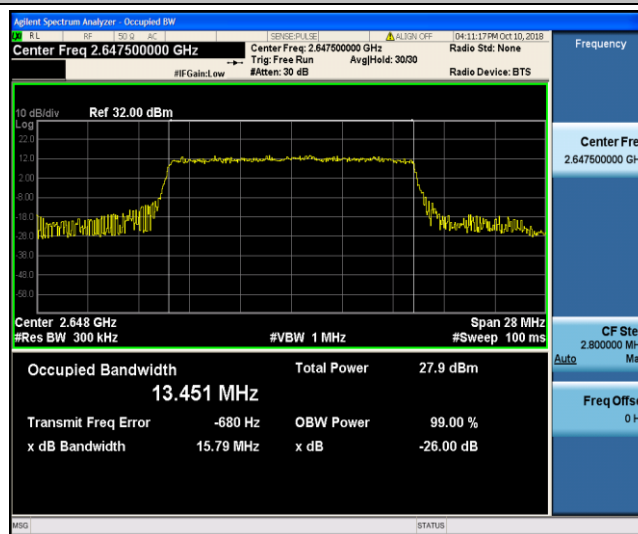 Agilent Spectrum Analyzer - Occupied BW
RL RF 50 Ω AC SENSE:PULSE ALIGN OFF 04:11:17 PM Oct 10, 2018
Center Freq 2.647500000 GHz
Center Freq: 2.647500000 GHz
Radio Std: None
Trig: Free Run Avg|Hold: 30/30
#IFGain:Low #Atten: 30 dB Radio Device: BTS
Frequency
10 dB/div Ref 32.00 dBm
Log
22.0
12.0
2.00
-8.00
-18.0
-28.0
-38.0
-48.0
-58.0
Center 2.648 GHz Span 28 MHz
#Res BW 300 kHz #VBW 1 MHz #Sweep 100 ms
Occupied Bandwidth Total Power 27.9 dBm
13.451 MHz
Transmit Freq Error -680 Hz OBW Power 99.00 %
x dB Bandwidth 15.79 MHz x dB -26.00 dB
Center Fre
2.647500000 GH
CF Ste
2.800000 MH
Auto Ma
Freq Offse
0 H
MSG STATUS